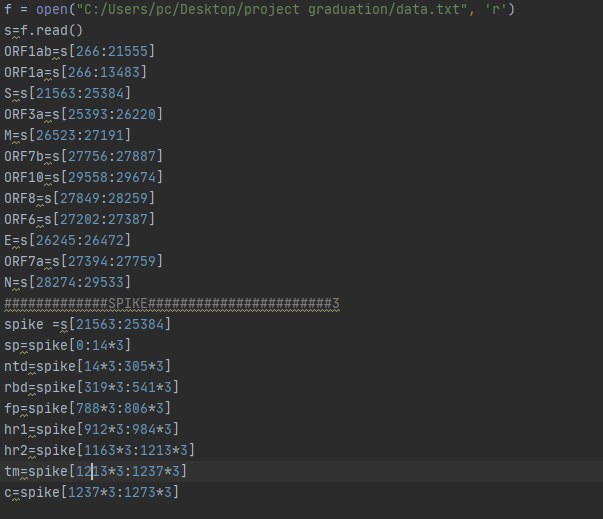 f = open("C:/Users/pc/Desktop/project graduation/data.txt", 'r')
s=f.read()
ORF1ab=s[266:21555]
ORF1a=s[266:13483]
S=s[21563:25384]
ORF3a=s[25393:26220]
M=s[26523:27191]
ORF7b=s[27756:27887]
ORF10=s[29558:29674]
ORF8=s[27849:28259]
ORF6=s[27202:27387]
E=s[26245:26472]
ORF7a=s[27394:27759]
N=s[28274:29533]
#############SPIKE#######################3
spike =s[21563:25384]
sp=spike[0:14*3]
ntd=spike[14*3:305*3]
rbd=spike[319*3:541*3]
fp=spike[788*3:806*3]
hr1=spike[912*3:984*3]
hr2=spike[1163*3:1213*3]
tm=spike[1213*3:1237*3]
c=spike[1237*3:1273*3]